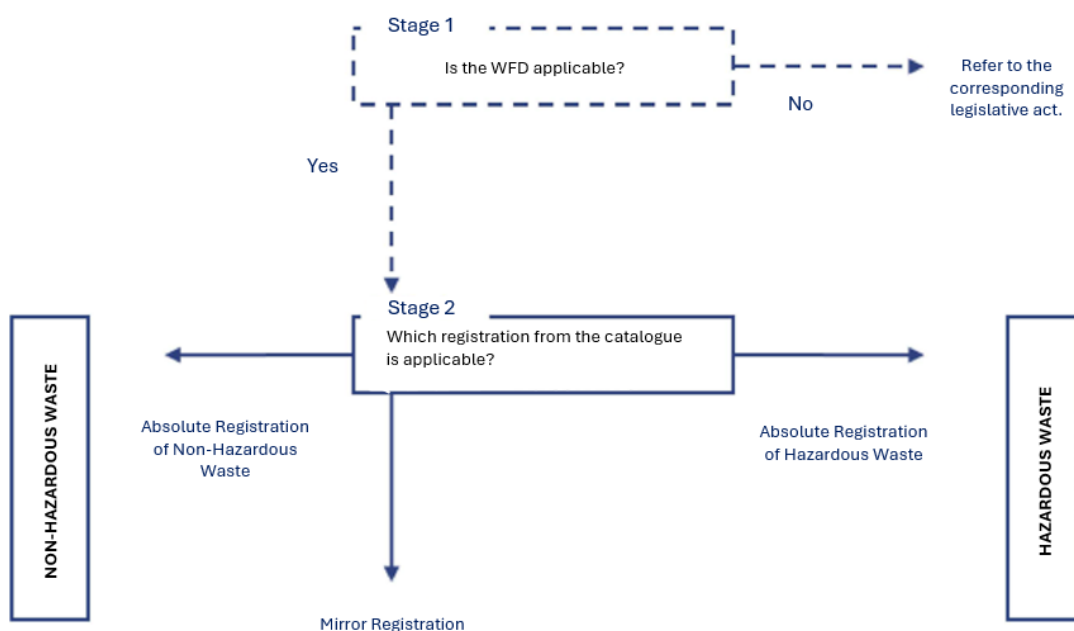 Stage 1
Is the WFD applicable?
Refer to the
corresponding
legislative act.
No
Yes
Stage 2
Which registration from the catalogue
is applicable?
NON-HAZARDOUS WASTE
Absolute Registration
of Non-Hazardous
Waste
Absolute Registration
of Hazardous Waste
HAZARDOUS WASTE
Mirror Registration